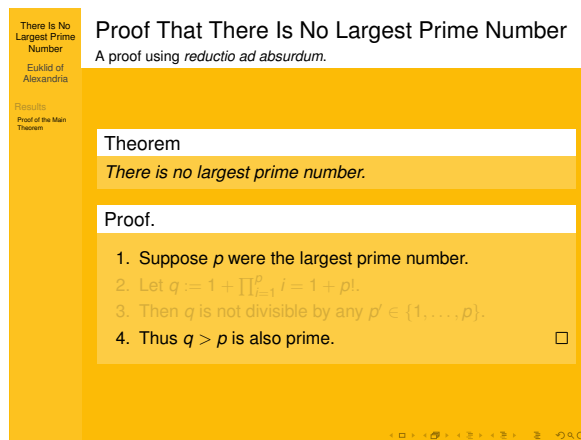 There Is No
Largest Prime
Number
Euklid of
Alexandria
Results
Proof of the Main
Theorem
Proof That There Is No Largest Prime Number
A proof using reductio ad absurdum.
Theorem
There is no largest prime number.
Proof.
1. Suppose p were the largest prime number.
2. Let q := 1 + ∏ᵖᵢ₌₁ i = 1 + p!.
3. Then q is not divisible by any p′ ∈ {1, . . . , p}.
4. Thus q > p is also prime. □